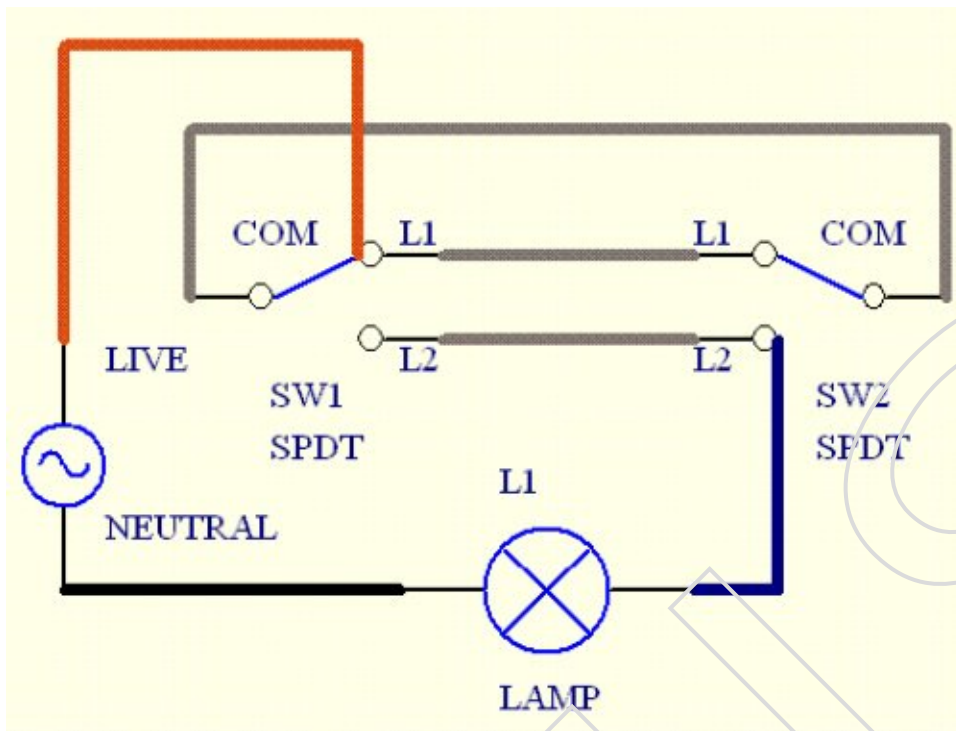 COM L1 L1 COM
LIVE L2 L2
SW1 SW2
SPDT SPDT
L1
NEUTRAL
LAMP